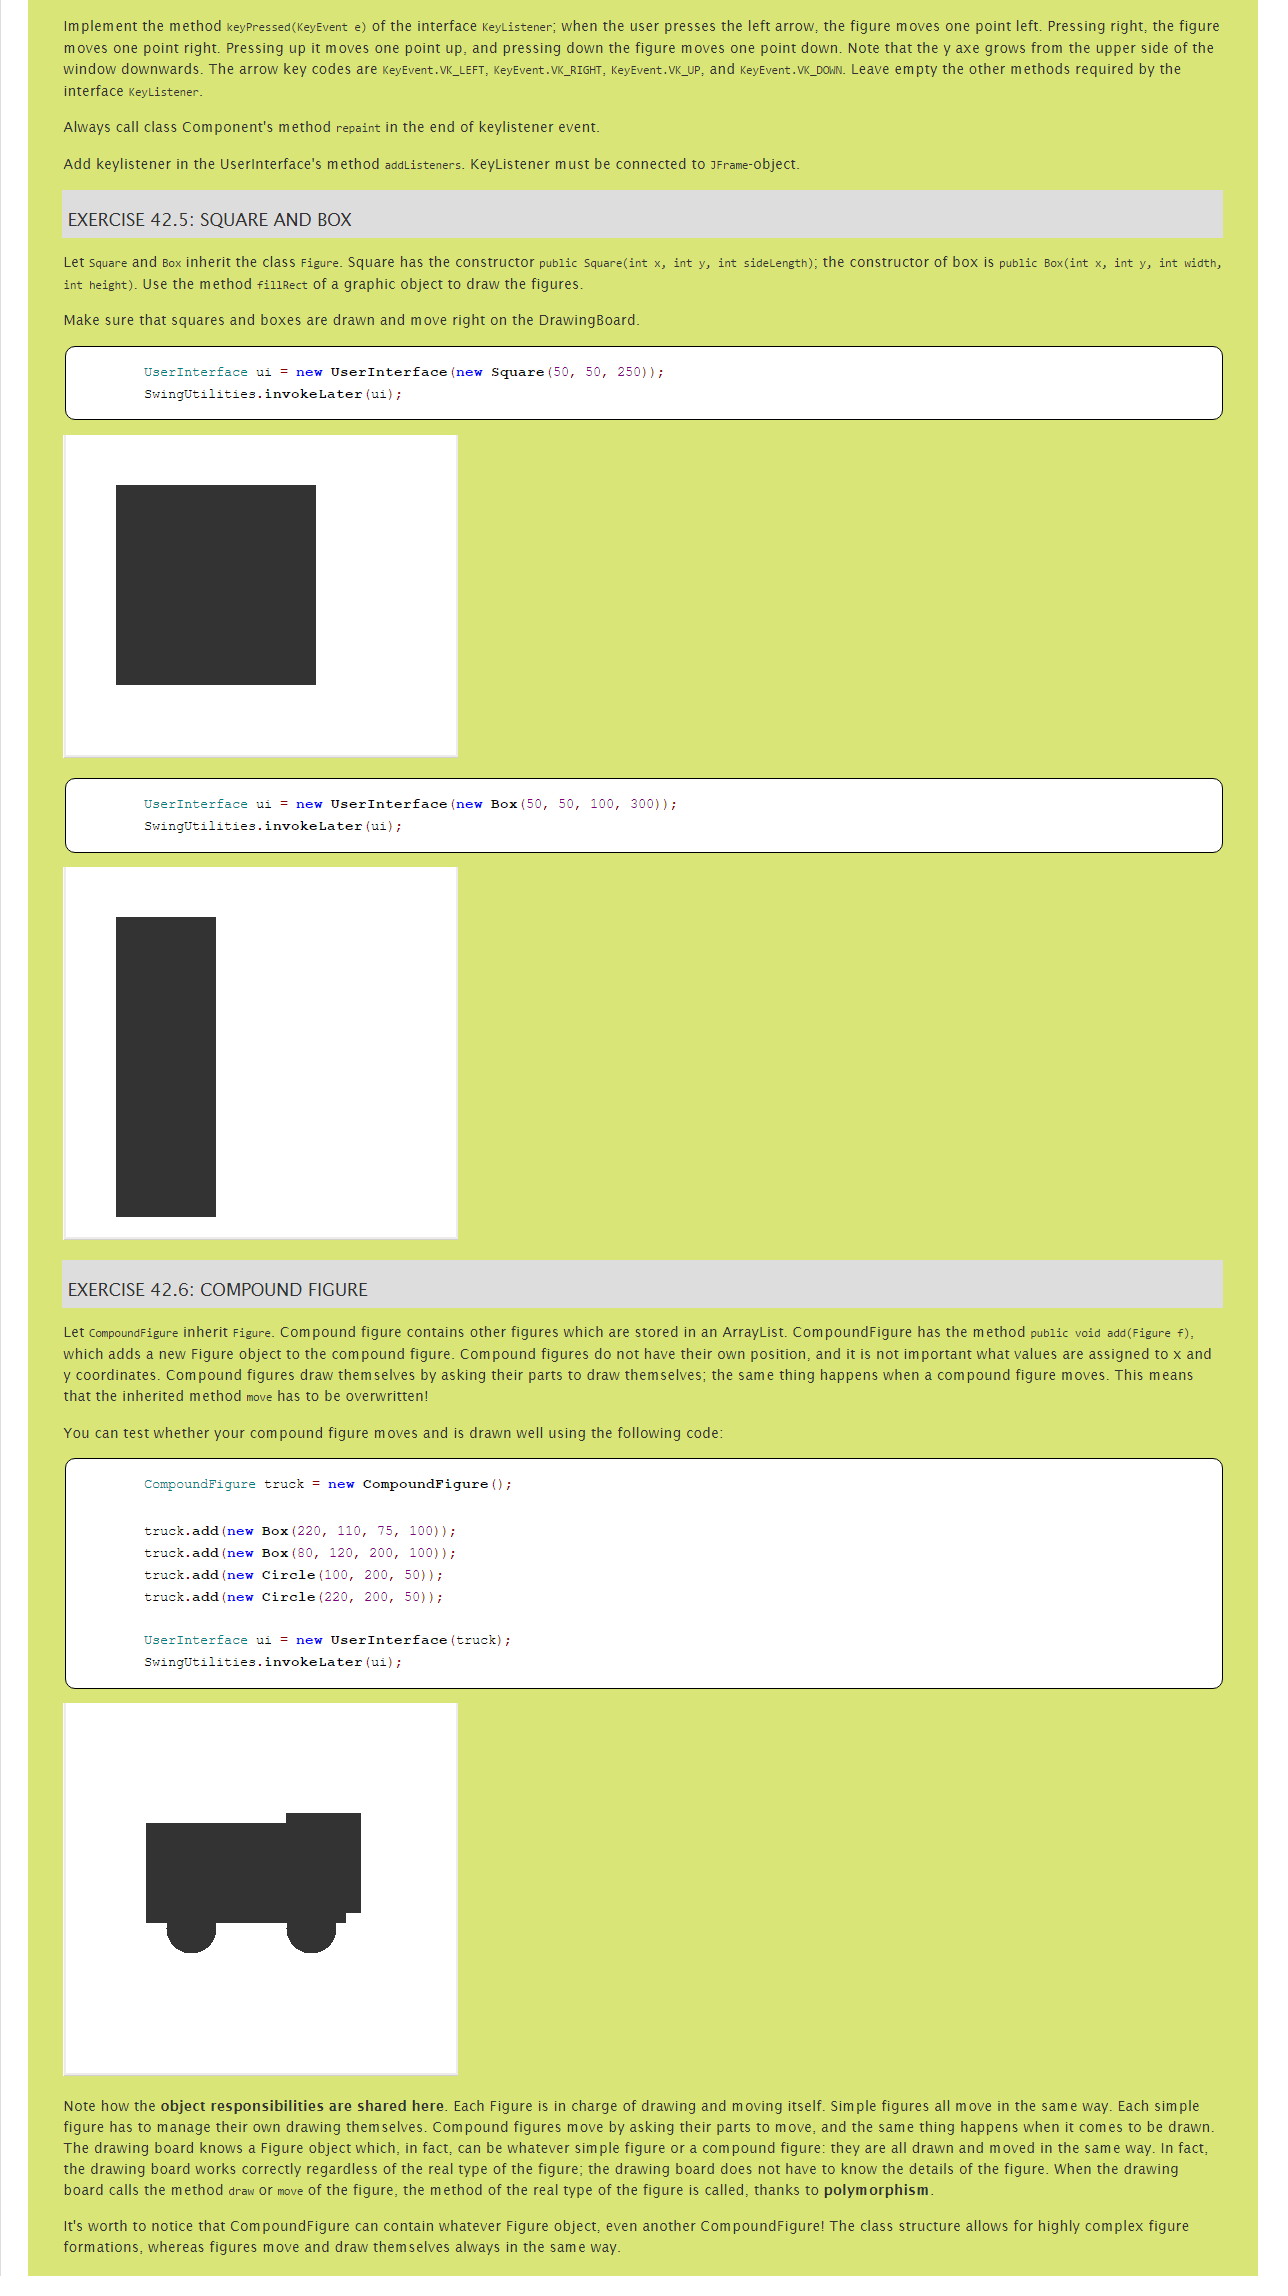 Implement the method keyPressed(KeyEvent e) of the interface KeyListener; when the user presses the left arrow, the figure moves one point left. Pressing right, the figure
moves one point right. Pressing up it moves one point up, and pressing down the figure moves one point down. Note that the y axe grows from the upper side of the
window downwards. The arrow key codes are KeyEvent.VK_LEFT, KeyEvent.VK_RIGHT, KeyEvent.VK_UP, and KeyEvent.VK_DOWN. Leave empty the other methods required by the
interface KeyListener.
Always call class Component's method repaint in the end of keylistener event.
Add keylistener in the UserInterface's method addListeners. KeyListener must be connected to JFrame-object.
EXERCISE 42.5: SQUARE AND BOX
Let Square and Box inherit the class Figure. Square has the constructor public Square(int x, int y, int sideLength); the constructor of box is public Box(int x, int y, int width,
int height). Use the method fillRect of a graphic object to draw the figures.
Make sure that squares and boxes are drawn and move right on the DrawingBoard.
UserInterface ui = new UserInterface(new Square(50, 50, 250));
SwingUtilities.invokeLater(ui);
UserInterface ui = new UserInterface(new Box(50, 50, 100, 300));
SwingUtilities.invokeLater(ui);
EXERCISE 42.6: COMPOUND FIGURE
Let CompoundFigure inherit Figure. Compound figure contains other figures which are stored in an ArrayList. CompoundFigure has the method public void add(Figure f),
which adds a new Figure object to the compound figure. Compound figures do not have their own position, and it is not important what values are assigned to x and
y coordinates. Compound figures draw themselves by asking their parts to draw themselves; the same thing happens when a compound figure moves. This means
that the inherited method move has to be overwritten!
You can test whether your compound figure moves and is drawn well using the following code:
CompoundFigure truck = new CompoundFigure();
truck.add(new Box(220, 110, 75, 100));
truck.add(new Box(80, 120, 200, 100));
truck.add(new Circle(100, 200, 50));
truck.add(new Circle(220, 200, 50));
UserInterface ui = new UserInterface(truck);
SwingUtilities.invokeLater(ui);
Note how the object responsibilities are shared here. Each Figure is in charge of drawing and moving itself. Simple figures all move in the same way. Each simple
figure has to manage their own drawing themselves. Compound figures move by asking their parts to move, and the same thing happens when it comes to be drawn.
The drawing board knows a Figure object which, in fact, can be whatever simple figure or a compound figure: they are all drawn and moved in the same way. In fact,
the drawing board works correctly regardless of the real type of the figure; the drawing board does not have to know the details of the figure. When the drawing
board calls the method draw or move of the figure, the method of the real type of the figure is called, thanks to polymorphism.
It's worth to notice that CompoundFigure can contain whatever Figure object, even another CompoundFigure! The class structure allows for highly complex figure
formations, whereas figures move and draw themselves always in the same way.